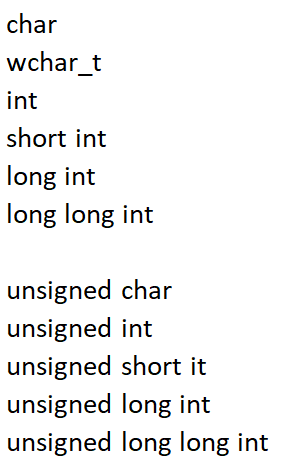 char
wchar_t
int
short int
long int
long long int
unsigned char
unsigned int
unsigned short it
unsigned long int
unsigned long long int